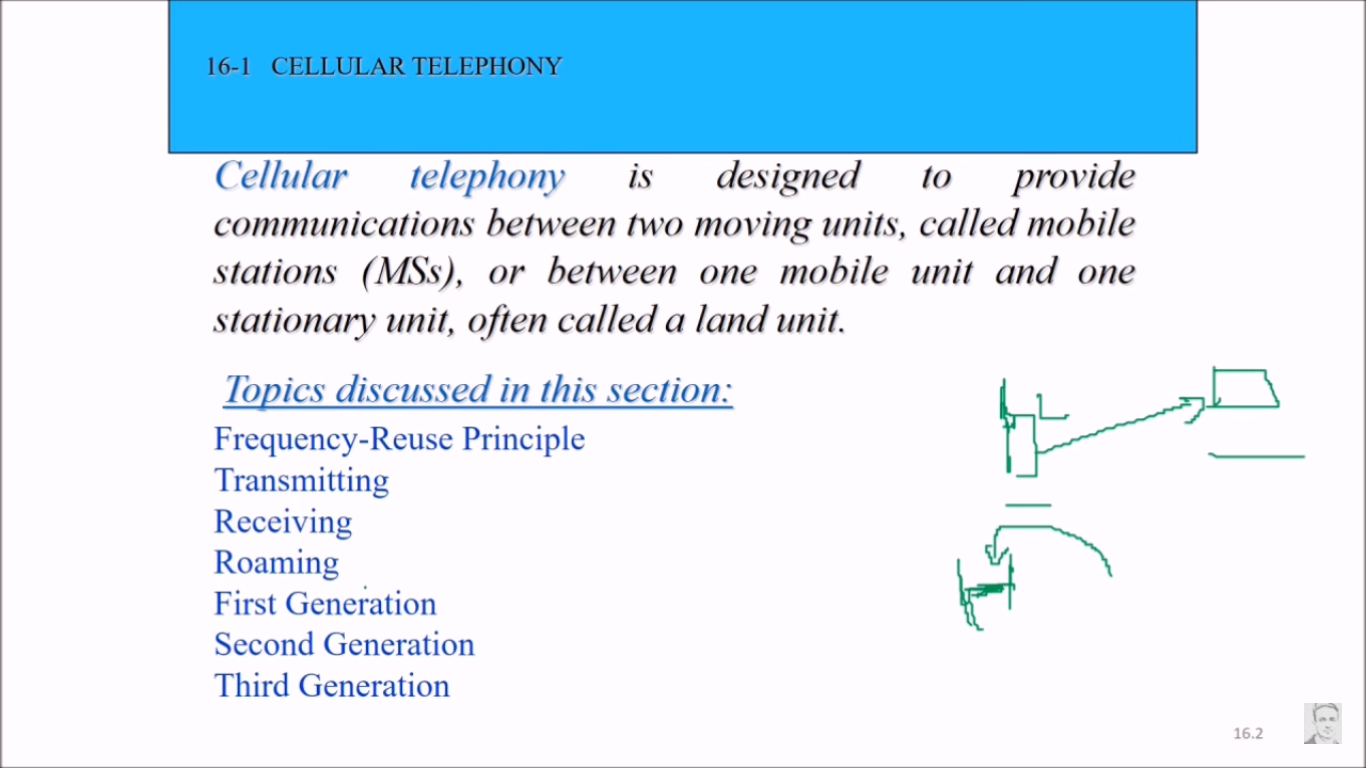 16-1 CELLULAR TELEPHONY
Cellular telephony is designed to provide
communications between two moving units, called mobile
stations (MSs), or between one mobile unit and one
stationary unit, often called a land unit.
Topics discussed in this section:
Frequency-Reuse Principle
Transmitting
Receiving
Roaming
First Generation
Second Generation
Third Generation
16.2